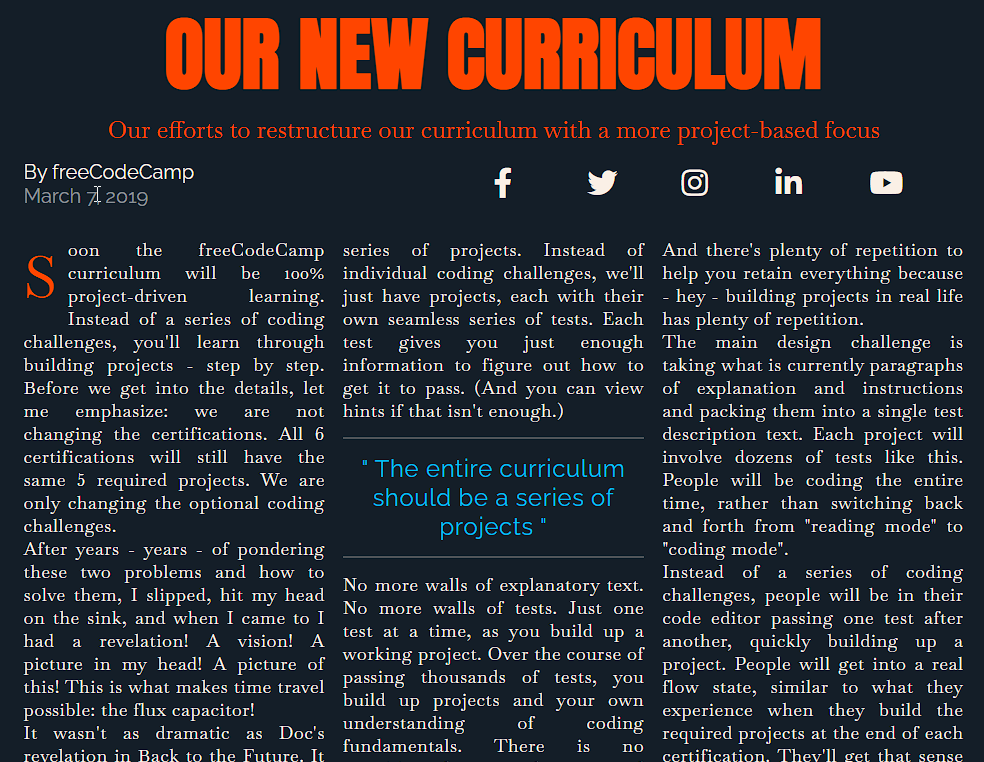 OUR NEW CURRICULUM
Our efforts to restructure our curriculum with a more project-based focus
By freeCodeCamp
March 7, 2019
Soon the freeCodeCamp
curriculum will be 100%
project-driven learning.
Instead of a series of coding
challenges, you'll learn through
building projects - step by step.
Before we get into the details, let
me emphasize: we are not
changing the certifications. All 6
certifications will still have the
same 5 required projects. We are
only changing the optional coding
challenges.
After years - years - of pondering
these two problems and how to
solve them, I slipped, hit my head
on the sink, and when I came to I
had a revelation! A vision! A
picture in my head! A picture of
this! This is what makes time travel
possible: the flux capacitor!
It wasn't as dramatic as Doc's
revelation in Back to the Future. It
series of projects. Instead of
individual coding challenges, we'll
just have projects, each with their
own seamless series of tests. Each
test gives you just enough
information to figure out how to
get it to pass. (And you can view
hints if that isn't enough.)
" The entire curriculum
should be a series of
projects "
No more walls of explanatory text.
No more walls of tests. Just one
test at a time, as you build up a
working project. Over the course of
passing thousands of tests, you
build up projects and your own
understanding of coding
fundamentals. There is no
And there's plenty of repetition to
help you retain everything because
- hey - building projects in real life
has plenty of repetition.
The main design challenge is
taking what is currently paragraphs
of explanation and instructions
and packing them into a single test
description text. Each project will
involve dozens of tests like this.
People will be coding the entire
time, rather than switching back
and forth from "reading mode" to
"coding mode".
Instead of a series of coding
challenges, people will be in their
code editor passing one test after
another, quickly building up a
project. People will get into a real
flow state, similar to what they
experience when they build the
required projects at the end of each
certification. They'll get that sense